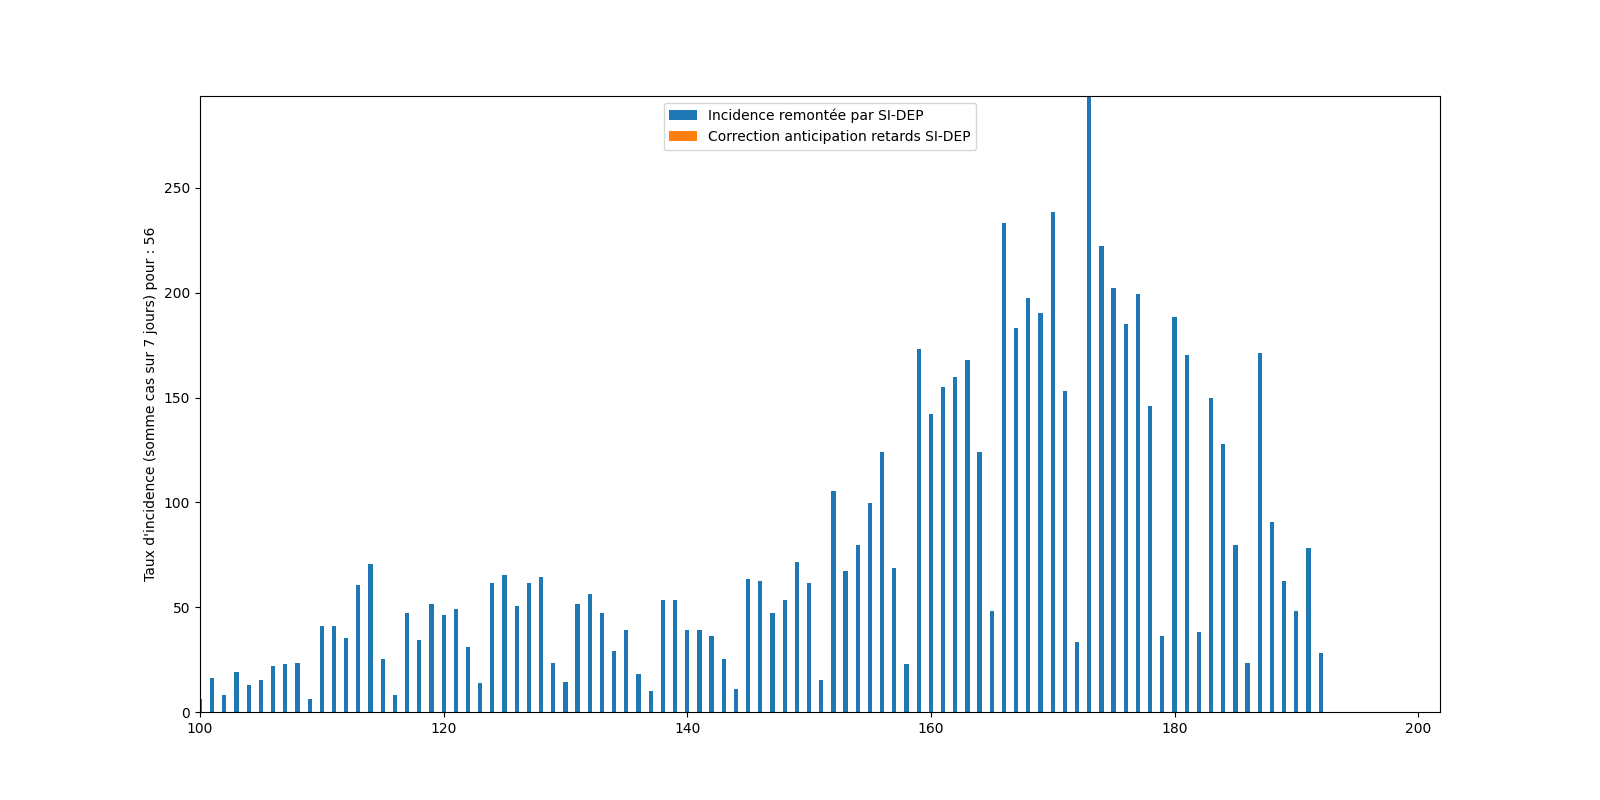 Incidence remontée par SI-DEP
Correction anticipation retards SI-DEP
Taux d'incidence (somme cas sur 7 jours) pour : 56
250
200
150
100
50
0
100 120 140 160 180 200